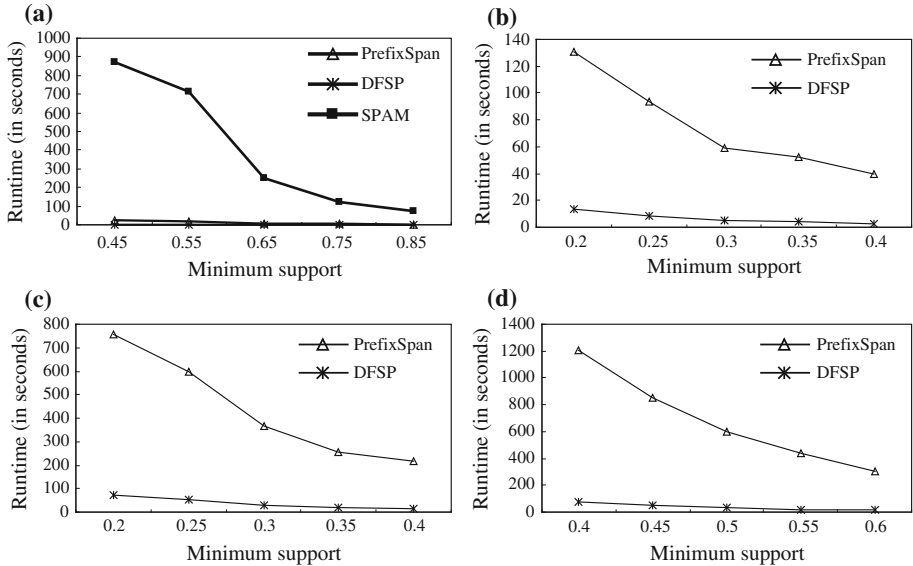 (a)
1000
900
800
700
600
500
400
300
200
100
0
Runtime (in seconds)
PrefixSpan
DFSP
SPAM
0.45 0.55 0.65 0.75 0.85
Minimum support
(b)
140
120
100
80
60
40
20
0
Runtime (in seconds)
PrefixSpan
DFSP
0.2 0.25 0.3 0.35 0.4
Minimum support
(c)
800
700
600
500
400
300
200
100
0
Runtime (in seconds)
PrefixSpan
DFSP
0.2 0.25 0.3 0.35 0.4
Minimum support
(d)
1400
1200
1000
800
600
400
200
0
Runtime (in seconds)
PrefixSpan
DFSP
0.4 0.45 0.5 0.55 0.6
Minimum support